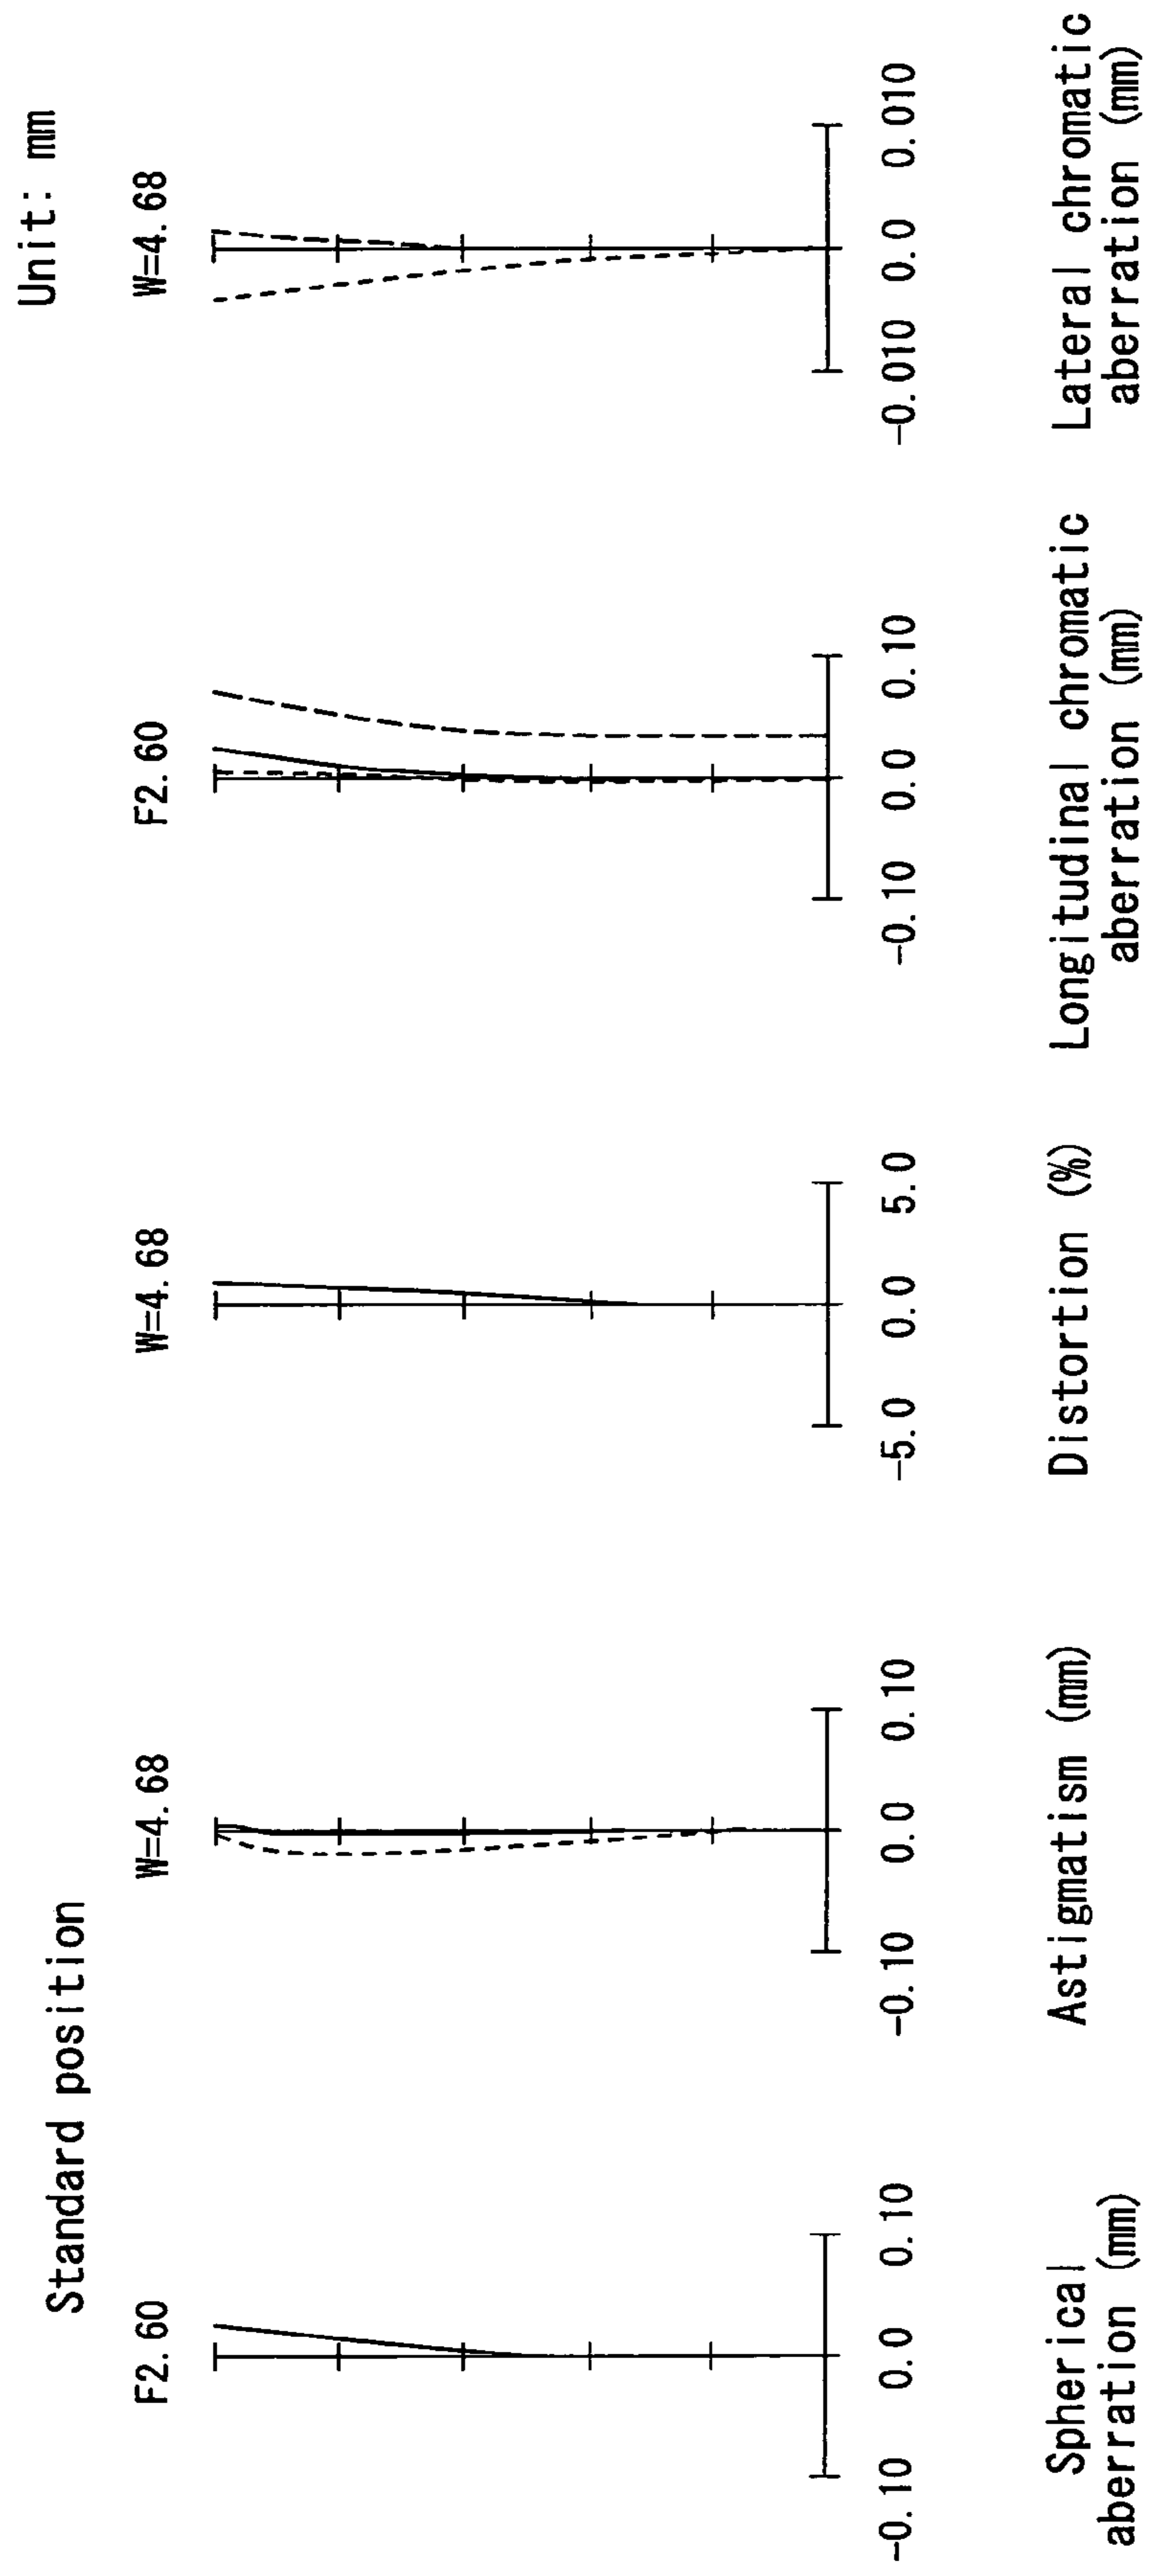 Standard position
Unit: mm
F2.60
W=4.68
W=4.68
F2.60
W=4.68
-0.10 0.0 0.10
-0.10 0.0 0.10
-5.0 0.0 5.0
-0.10 0.0 0.10
-0.010 0.0 0.010
Spherical
aberration (mm)
Astigmatism (mm)
Distortion (%)
Longitudinal chromatic
aberration (mm)
Lateral chromatic
aberration (mm)